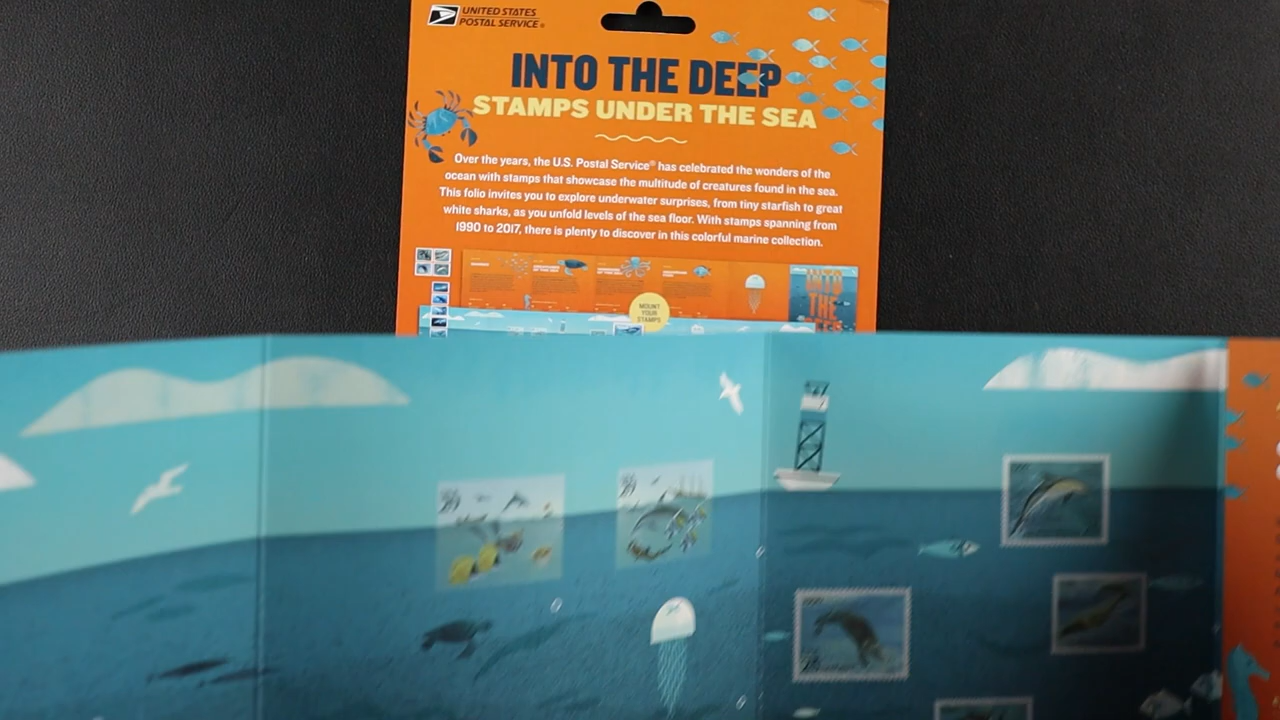 UNITED STATES
POSTAL SERVICE®
INTO THE DEEP
STAMPS UNDER THE SEA
Over the years, the U.S. Postal Service® has celebrated the wonders of the
ocean with stamps that showcase the multitude of creatures found in the sea.
This folio invites you to explore underwater surprises, from tiny starfish to great
white sharks, as you unfold levels of the sea floor. With stamps spanning from
1990 to 2017, there is plenty to discover in this colorful marine collection.
INTO
THE
MOUNT
YOUR
STAMPS
29
29